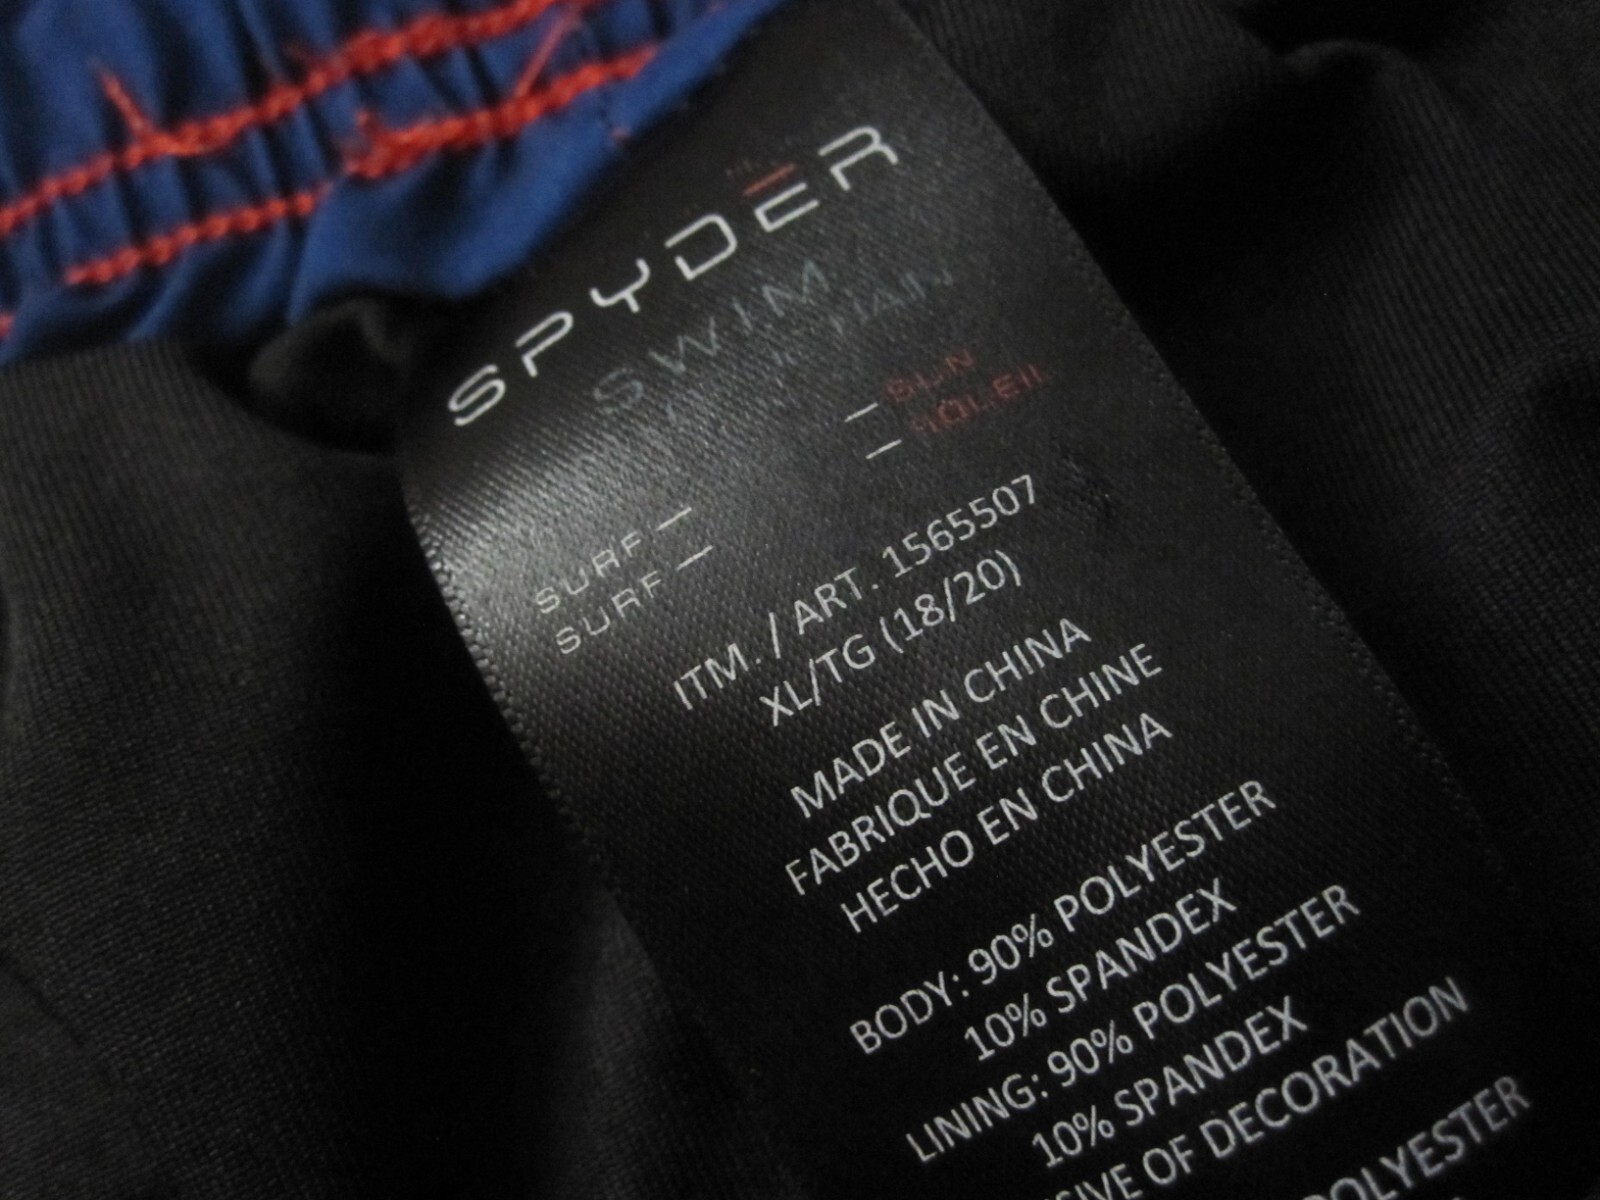 SPYDER
SWIM
SURF — SUN
SURF — SOLEIL
ITM. / ART. 1565507
XL/TG (18/20)
MADE IN CHINA
FABRIQUE EN CHINE
HECHO EN CHINA
BODY: 90% POLYESTER
10% SPANDEX
LINING: 90% POLYESTER
10% SPANDEX
OF DECORATION
POLYESTER